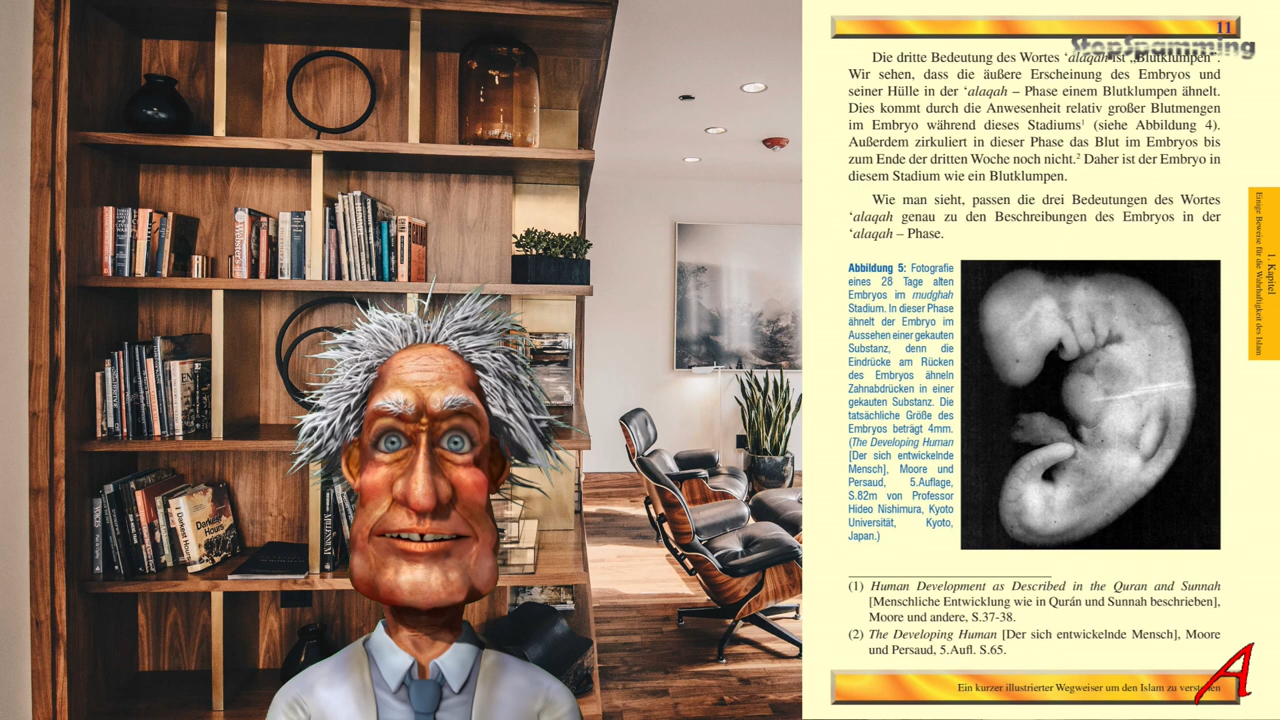 11
StopSpamming
Die dritte Bedeutung des Wortes ‘alaqah ist „Blutklumpen“.
Wir sehen, dass die äußere Erscheinung des Embryos und
seiner Hülle in der ‘alaqah – Phase einem Blutklumpen ähnelt.
Dies kommt durch die Anwesenheit relativ großer Blutmengen
im Embryo während dieses Stadiums¹ (siehe Abbildung 4).
Außerdem zirkuliert in dieser Phase das Blut im Embryos bis
zum Ende der dritten Woche noch nicht.² Daher ist der Embryo in
diesem Stadium wie ein Blutklumpen.
Wie man sieht, passen die drei Bedeutungen des Wortes
‘alaqah genau zu den Beschreibungen des Embryos in der
‘alaqah – Phase.
Abbildung 5: Fotografie
eines 28 Tage alten
Embryos im mudghah
Stadium. In dieser Phase
ähnelt der Embryo im
Aussehen einer gekauten
Substanz, denn die
Eindrücke am Rücken
des Embryos ähneln
Zahnabdrücken in einer
gekauten Substanz. Die
tatsächliche Größe des
Embryos beträgt 4mm.
(The Developing Human
[Der sich entwickelnde
Mensch], Moore und
Persaud, 5.Auflage,
S.82m von Professor
Hideo Nishimura, Kyoto
Universität, Kyoto,
Japan.)
(1) Human Development as Described in the Quran and Sunnah
[Menschliche Entwicklung wie in Qurán und Sunnah beschrieben],
Moore und andere, S.37-38.
(2) The Developing Human [Der sich entwickelnde Mensch], Moore
und Persaud, 5.Aufl. S.65.
Ein kurzer illustrierter Wegweiser um den Islam zu verstehen
A
1. Kapitel
Einige Beweise für die Wahrhaftigkeit des Islam
Darkest
Hours